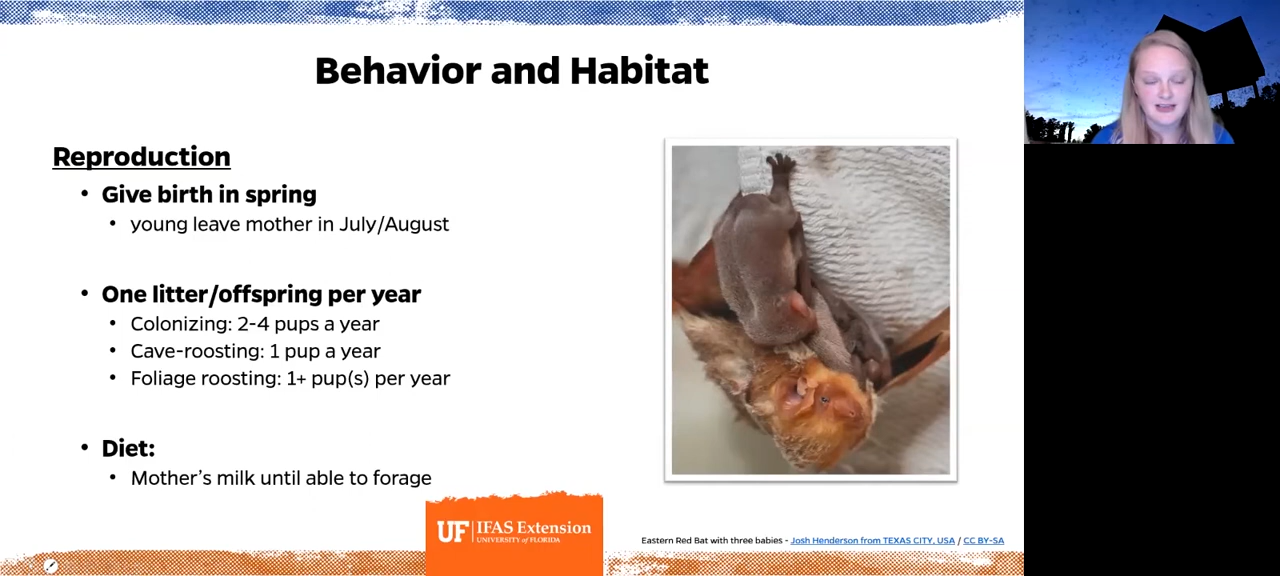 Behavior and Habitat
Reproduction
• Give birth in spring
• young leave mother in July/August
• One litter/offspring per year
• Colonizing: 2-4 pups a year
• Cave-roosting: 1 pup a year
• Foliage roosting: 1+ pup(s) per year
• Diet:
• Mother's milk until able to forage
UF | IFAS Extension
UNIVERSITY of FLORIDA
Eastern Red Bat with three babies - Josh Henderson from TEXAS CITY, USA / CC BY-SA